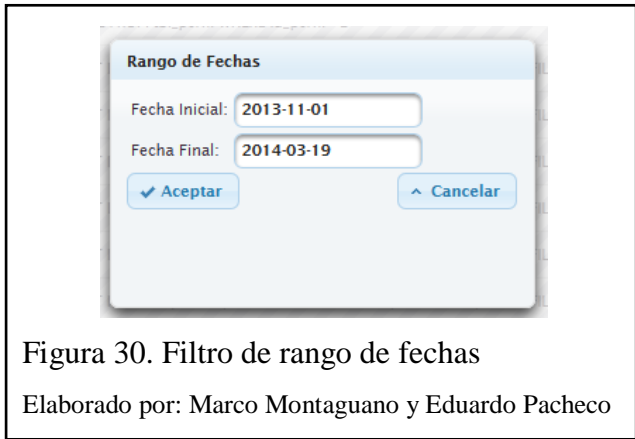 Rango de Fechas
Fecha Inicial: 2013-11-01
Fecha Final: 2014-03-19
Aceptar Cancelar
Figura 30. Filtro de rango de fechas
Elaborado por: Marco Montaguano y Eduardo Pacheco